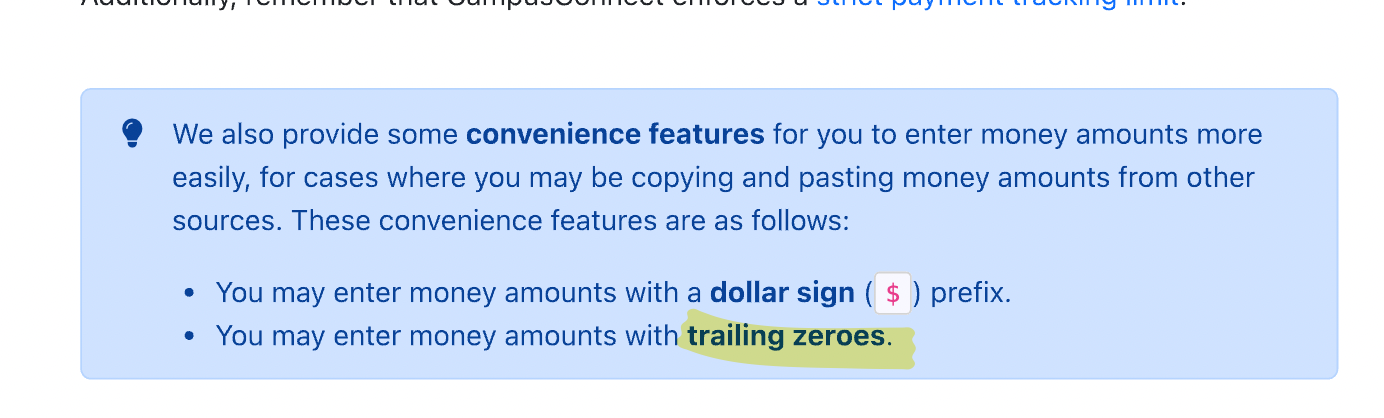 Additionally, remember that CampusConnect enforces a strict payment tracking limit.
We also provide some convenience features for you to enter money amounts more
easily, for cases where you may be copying and pasting money amounts from other
sources. These convenience features are as follows:
• You may enter money amounts with a dollar sign ( $ ) prefix.
• You may enter money amounts with trailing zeroes.